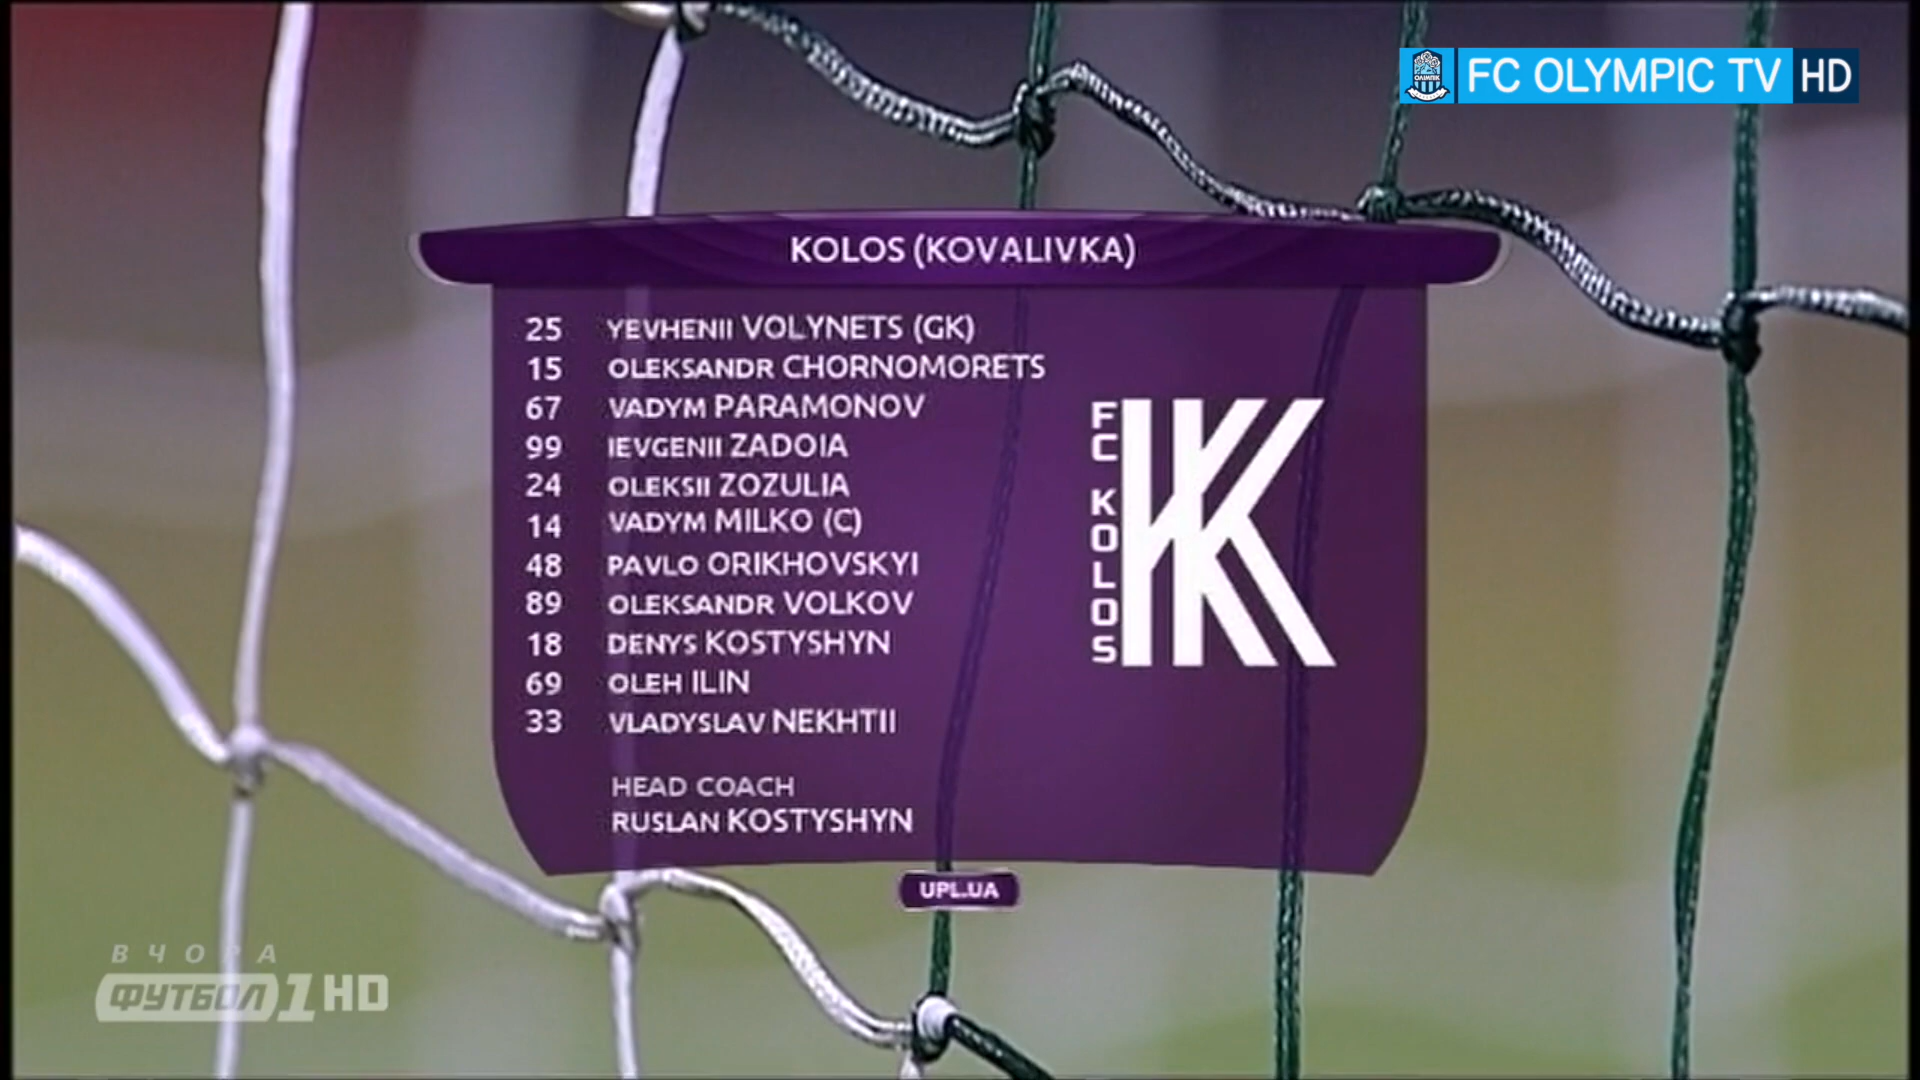 ОЛІМПІК
FC OLYMPIC TV HD
KOLOS (KOVALIVKA)
25 YEVHENII VOLYNETS (GK)
15 OLEKSANDR CHORNOMORETS
67 VADYM PARAMONOV
99 IEVGENII ZADOIA
24 OLEKSII ZOZULIA
14 VADYM MILKO (C)
48 PAVLO ORIKHOVSKYI
89 OLEKSANDR VOLKOV
18 DENYS KOSTYSHYN
69 OLEH ILIN
33 VLADYSLAV NEKHTII
HEAD COACH
RUSLAN KOSTYSHYN
FC KOLOS
UPL.UA
ВЧОРА
ФУТБОЛ 1 HD